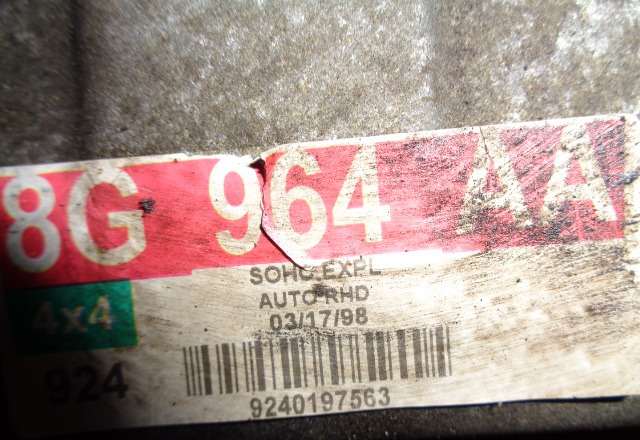 8G 964 AA
SOHC EXPL
AUTO RHD
4x4
03/17/98
924
9240197563